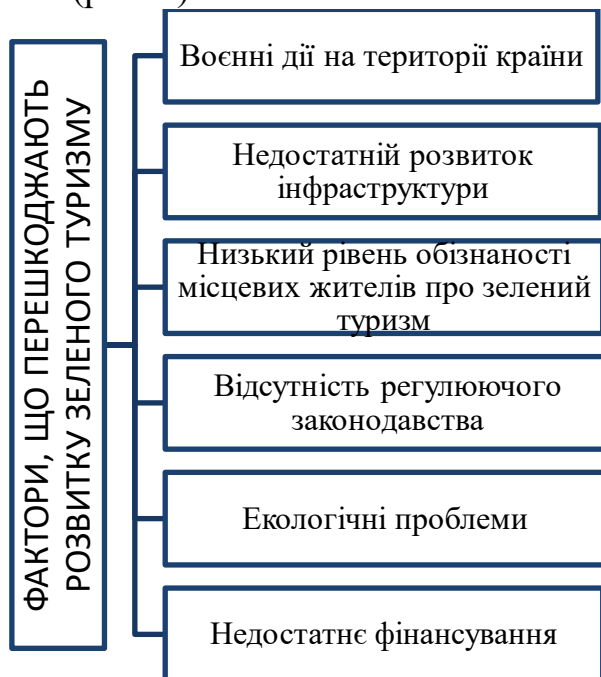 ФАКТОРИ, ЩО ПЕРЕШКОДЖАЮТЬ
РОЗВИТКУ ЗЕЛЕНОГО ТУРИЗМУ
Воєнні дії на території країни
Недостатній розвиток
інфраструктури
Низький рівень обізнаності
місцевих жителів про зелений
туризм
Відсутність регулюючого
законодавства
Екологічні проблеми
Недостатнє фінансування